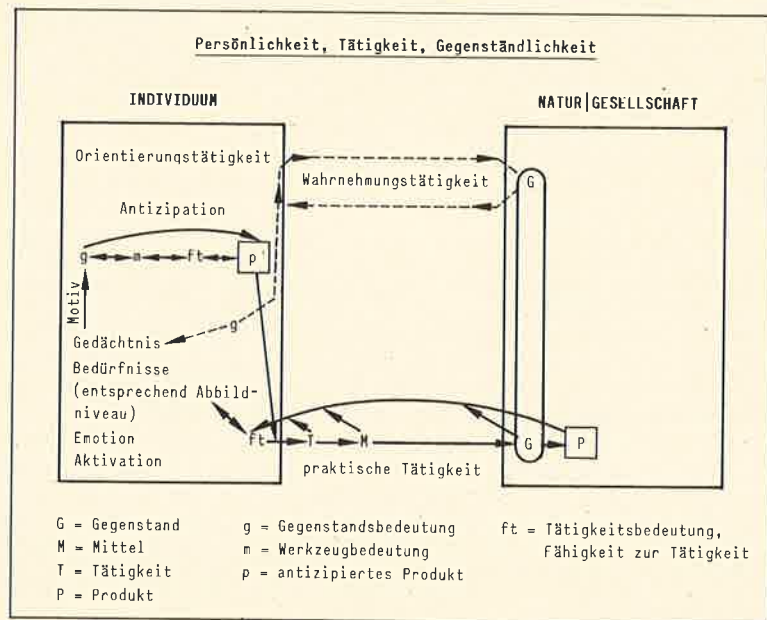 Persönlichkeit, Tätigkeit, Gegenständlichkeit
INDIVIDUUM
NATUR|GESELLSCHAFT
Orientierungstätigkeit
Wahrnehmungstätigkeit
G
Antizipation
g m ft p
Motiv
g
Gedächtnis
Bedürfnisse
(entsprechend Abbild-
niveau)
Emotion
Aktivation
ft T M G P
praktische Tätigkeit
G = Gegenstand
M = Mittel
T = Tätigkeit
P = Produkt
g = Gegenstandsbedeutung
m = Werkzeugbedeutung
p = antizipiertes Produkt
ft = Tätigkeitsbedeutung,
Fähigkeit zur Tätigkeit